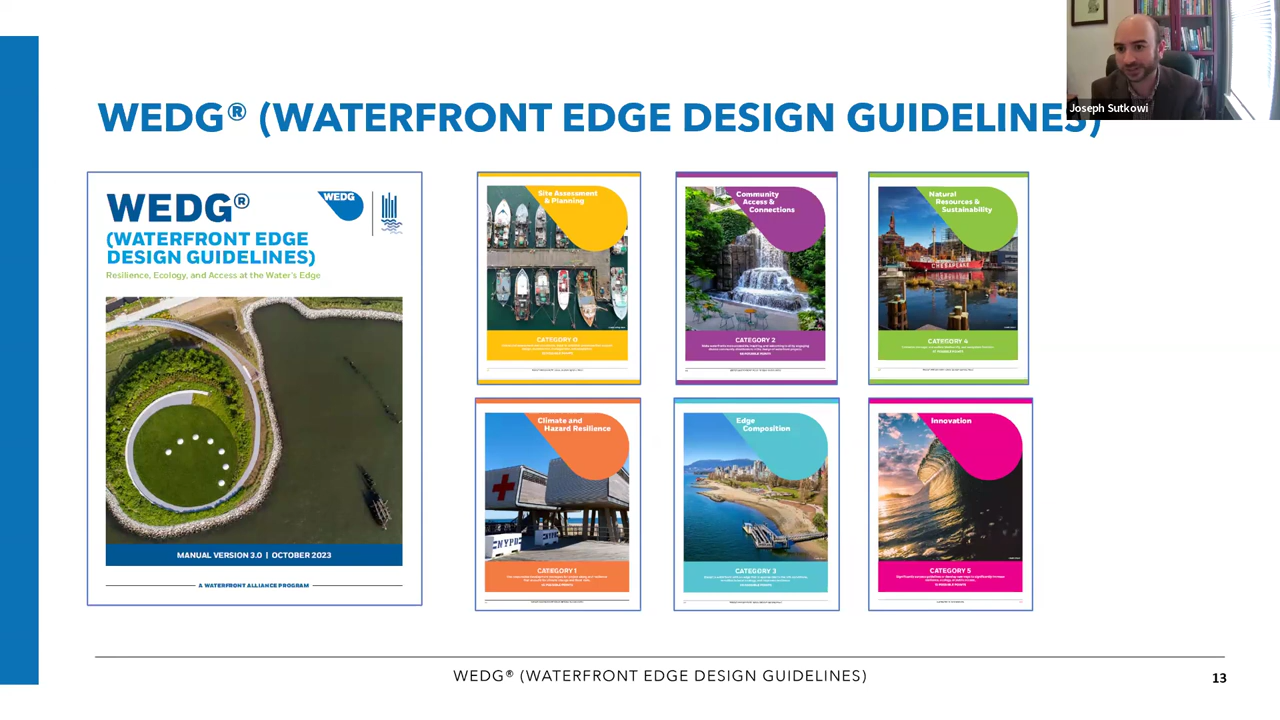 Joseph Sutkowi
WEDG® (WATERFRONT EDGE DESIGN GUIDELINES)
WEDG®
WEDG
(WATERFRONT EDGE
DESIGN GUIDELINES)
Resilience, Ecology, and Access at the Water's Edge
MANUAL VERSION 3.0 | OCTOBER 2023
A WATERFRONT ALLIANCE PROGRAM
Site Assessment
& Planning
CATEGORY 0
Community
Access &
Connections
CATEGORY 2
Natural
Resources &
Sustainability
CHESAPEAKE
CATEGORY 4
Climate and
Hazard Resilience
NYPD
CATEGORY 1
Edge
Composition
CATEGORY 3
Innovation
CATEGORY 5
WEDG® (WATERFRONT EDGE DESIGN GUIDELINES)
13